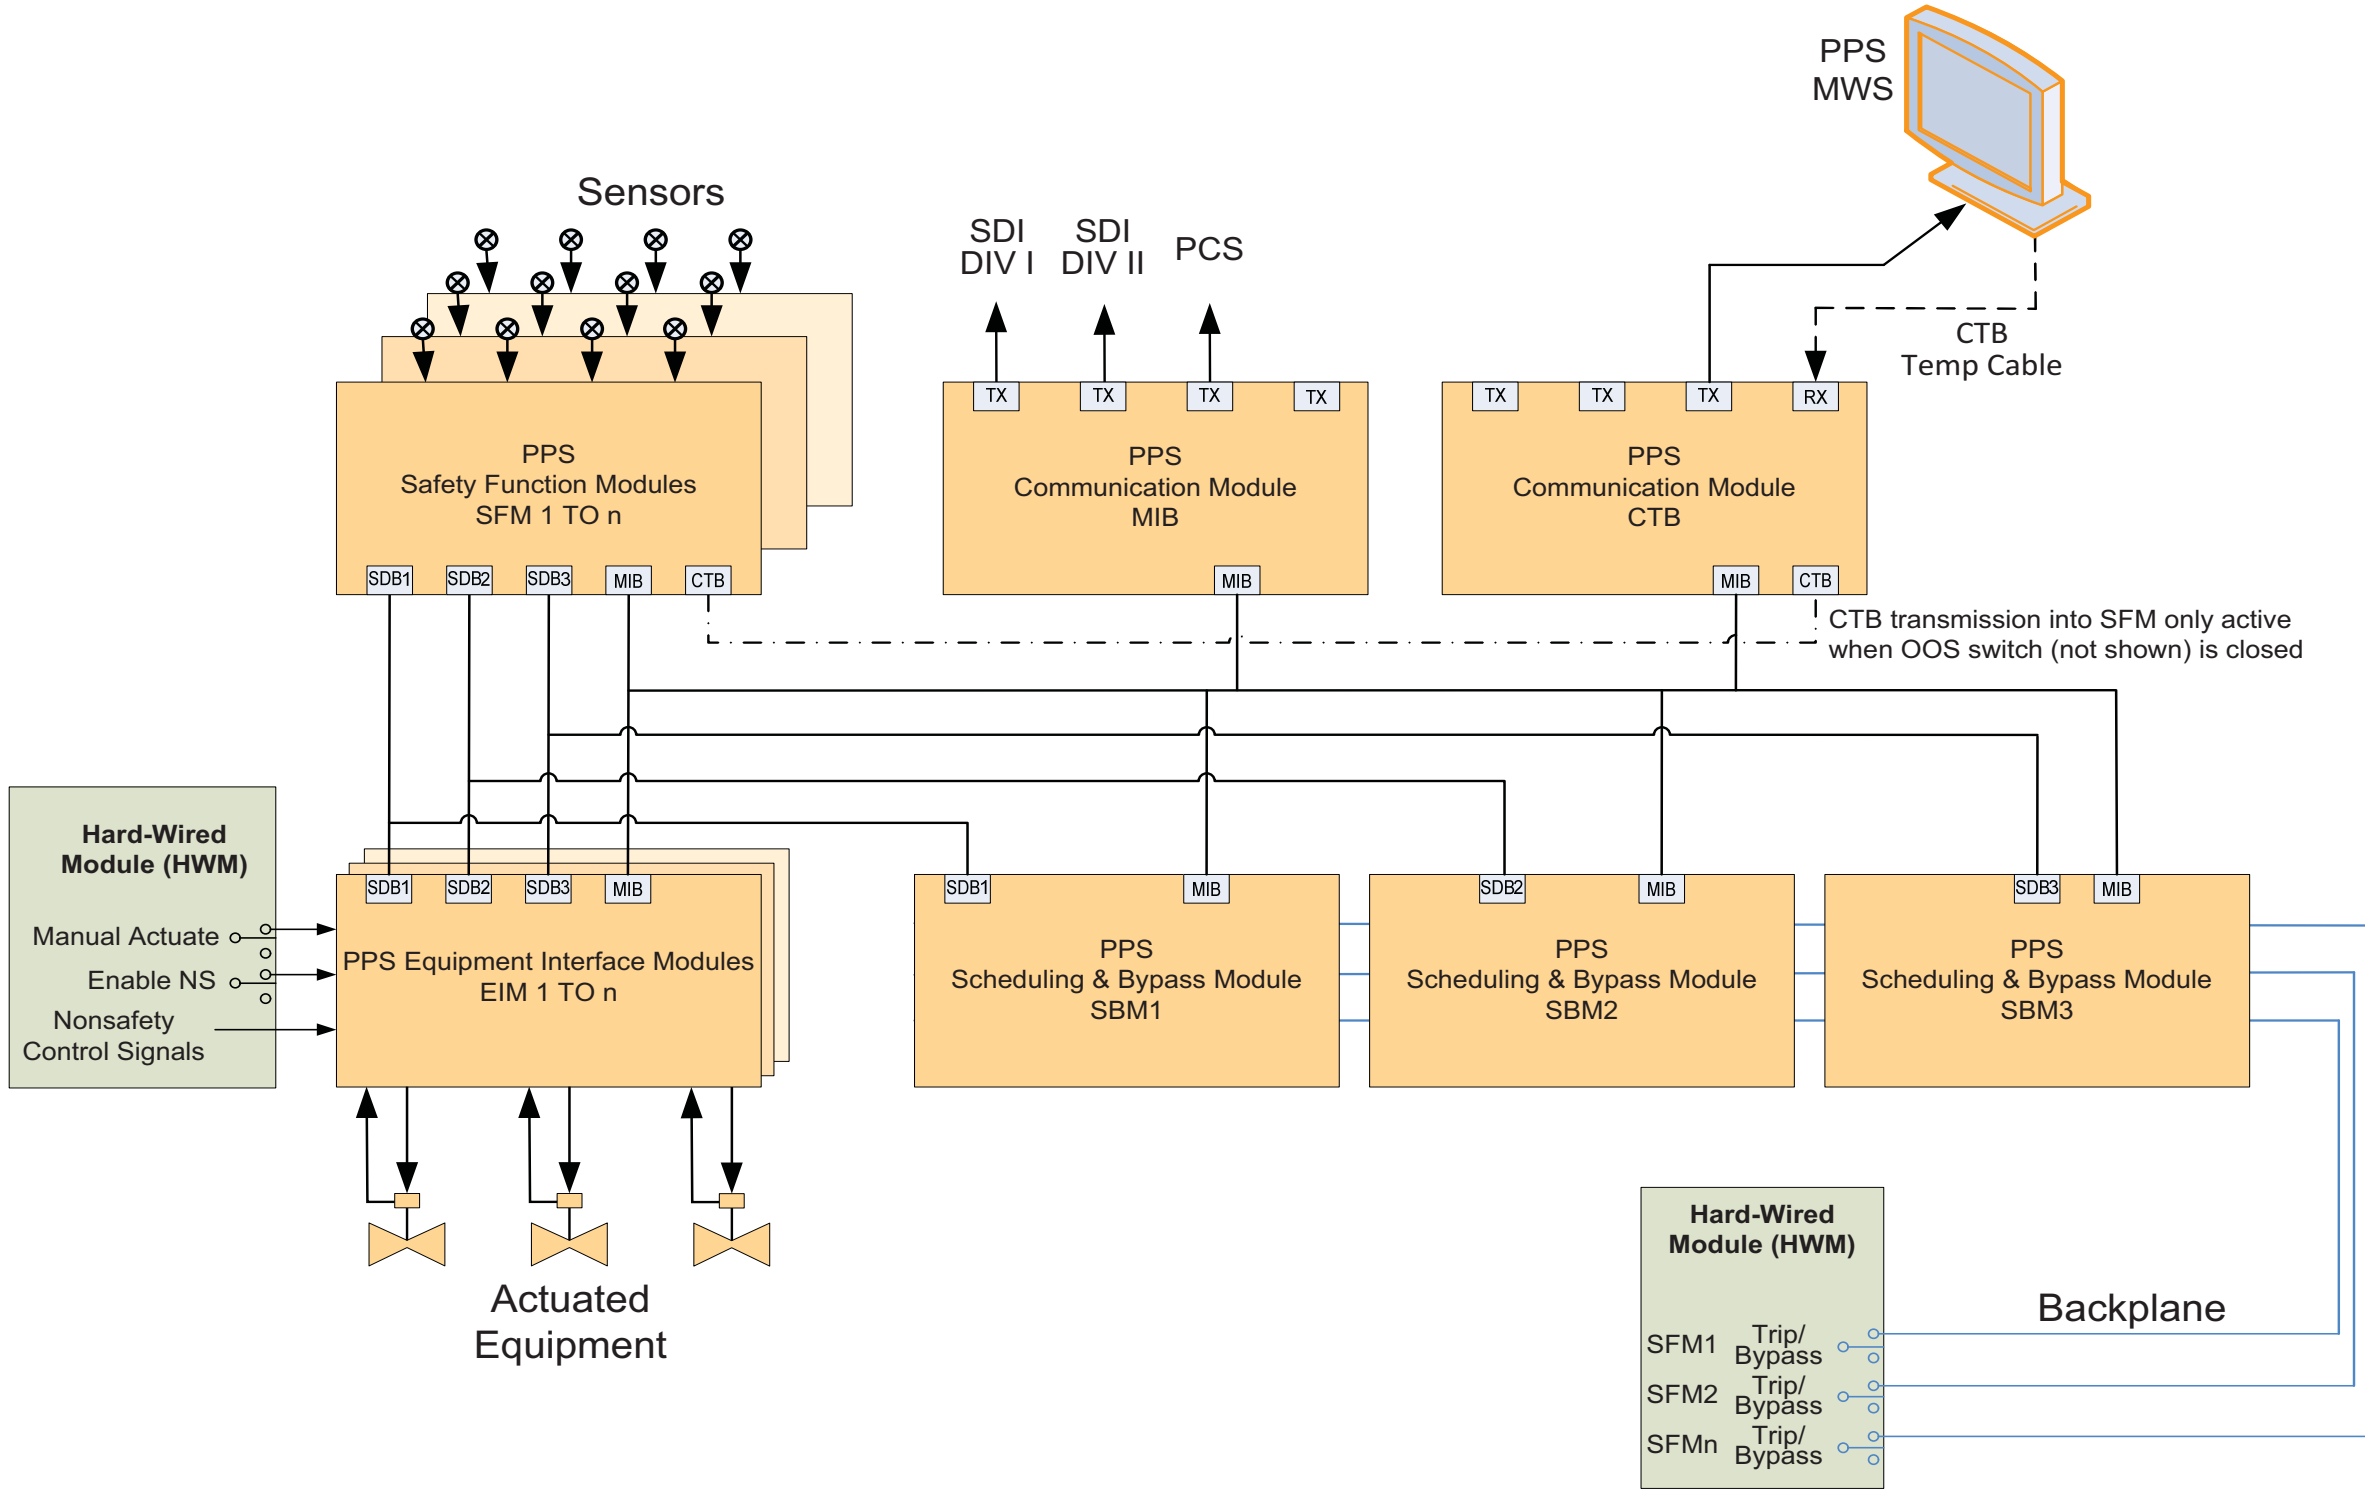 PPS
MWS
Sensors
SDI
DIV I
SDI
DIV II
PCS
CTB
Temp Cable
TX
TX
TX
TX
TX
TX
TX
RX
PPS
Safety Function Modules
SFM 1 TO n
PPS
Communication Module
MIB
PPS
Communication Module
CTB
SDB1
SDB2
SDB3
MIB
CTB
MIB
MIB
CTB
CTB transmission into SFM only active
when OOS switch (not shown) is closed
Hard-Wired
Module (HWM)
Manual Actuate
Enable NS
Nonsafety
Control Signals
SDB1
SDB2
SDB3
MIB
PPS Equipment Interface Modules
EIM 1 TO n
SDB1
MIB
PPS
Scheduling & Bypass Module
SBM1
SDB2
MIB
PPS
Scheduling & Bypass Module
SBM2
SDB3
MIB
PPS
Scheduling & Bypass Module
SBM3
Actuated
Equipment
Hard-Wired
Module (HWM)
SFM1
Trip/
Bypass
SFM2
Trip/
Bypass
SFMn
Trip/
Bypass
Backplane